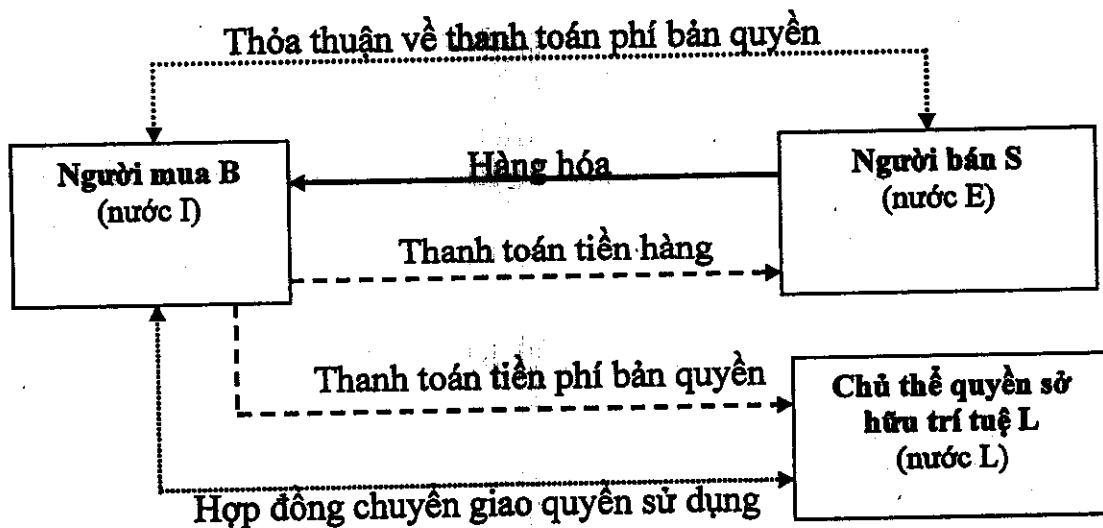 Thỏa thuận về thanh toán phí bản quyền
Người mua B
(nước I)
Hàng hóa
Người bán S
(nước E)
Thanh toán tiền hàng
Thanh toán tiền phí bản quyền
Chủ thể quyền sở
hữu trí tuệ L
(nước L)
Hợp đồng chuyển giao quyền sử dụng